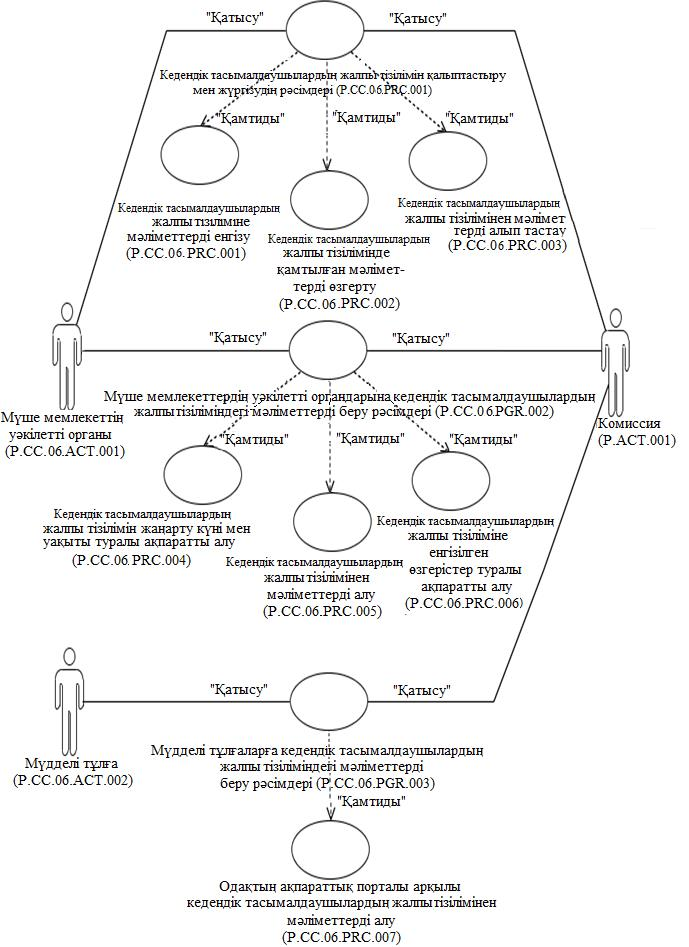 "Қатысу"
"Қатысу"
Кедендік тасымалдаушылардың жалпы тізілімін қалыптастыру
мен жүргізудің рәсімдері (P.CC.06.PRC.001)
"Қамтиды"
"Қамтиды"
"Қамтиды"
Кедендік тасымалдаушылардың
жалпы тізіліміне
мәліметтерді енгізу
(P.CC.06.PRC.001)
Кедендік тасымалдаушылардың
жалпы тізілімінде
қамтылған мәлімет-
терді өзгерту
(P.CC.06.PRC.002)
Кедендік тасымалдаушылардың
жалпы тізілімінен мәлімет
терді алып тастау
(P.CC.06.PRC.003)
"Қатысу"
"Қатысу"
Мүше мемлекеттің
уәкілетті органы
(P.CC.06.ACT.001)
Комиссия
(P.ACT.001)
Мүше мемлекеттердің уәкілетті органдарына кедендік тасымалдаушылардың
жалпы тізіліміндегі мәліметтерді беру рәсімдері (P.CC.06.PGR.002)
"Қамтиды"
"Қамтиды"
"Қамтиды"
Кедендік тасымалдаушылардың
жалпы тізілімін жаңарту күні мен
уақыты туралы ақпаратты алу
(P.CC.06.PRC.004)
Кедендік тасымалдаушылардың
жалпы тізілімінен
мәліметтерді алу
(P.CC.06.PRC.005)
Кедендік тасымалдаушылардың
жалпы тізіліміне
енгізілген
өзгерістер туралы
ақпаратты алу
(P.CC.06.PRC.006)
"Қатысу"
"Қатысу"
Мүдделі тұлға
(P.CC.06.ACT.002)
Мүдделі тұлғаларға кедендік тасымалдаушылардың
жалпы тізіліміндегі мәліметтерді
беру рәсімдері (P.CC.06.PGR.003)
"Қамтиды"
Одақтың ақпараттық порталы арқылы
кедендік тасымалдаушылардың жалпы тізілімінен
мәліметтерді алу
(P.CC.06.PRC.007)